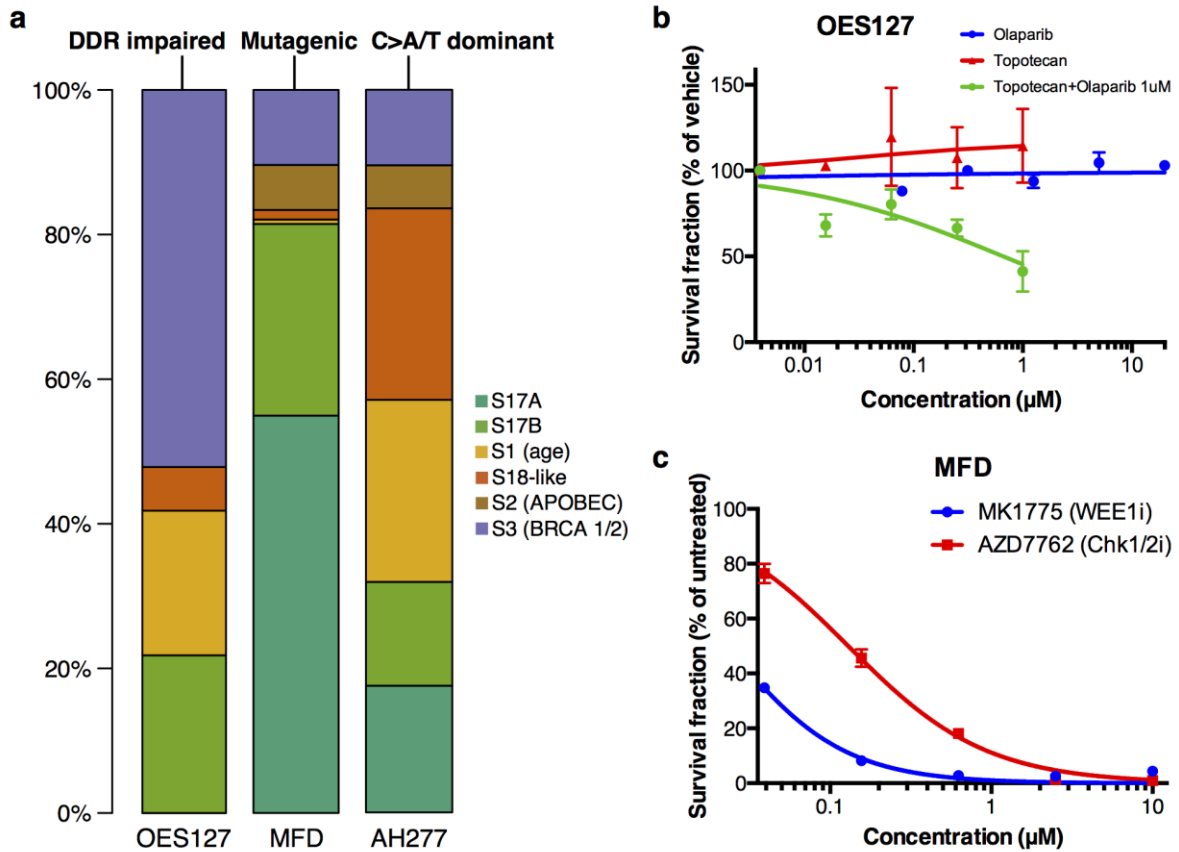 a
DDR impaired Mutagenic C>A/T dominant
100%
80%
60%
40%
20%
0%
OES127 MFD AH277
S17A
S17B
S1 (age)
S18-like
S2 (APOBEC)
S3 (BRCA 1/2)
b
OES127
Olaparib
Topotecan
Topotecan+Olaparib 1uM
Survival fraction (% of vehicle)
150
100
50
0
0.01 0.1 1 10
Concentration (µM)
c
MFD
MK1775 (WEE1i)
AZD7762 (Chk1/2i)
Survival fraction (% of untreated)
100
80
60
40
20
0
0.1 1 10
Concentration (µM)